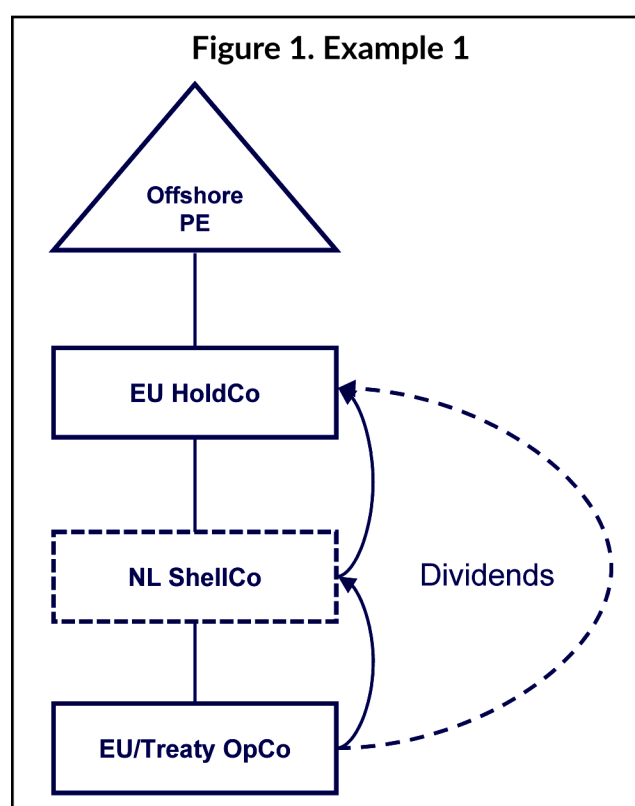 Figure 1. Example 1
Offshore
PE
EU HoldCo
NL ShellCo
Dividends
EU/Treaty OpCo